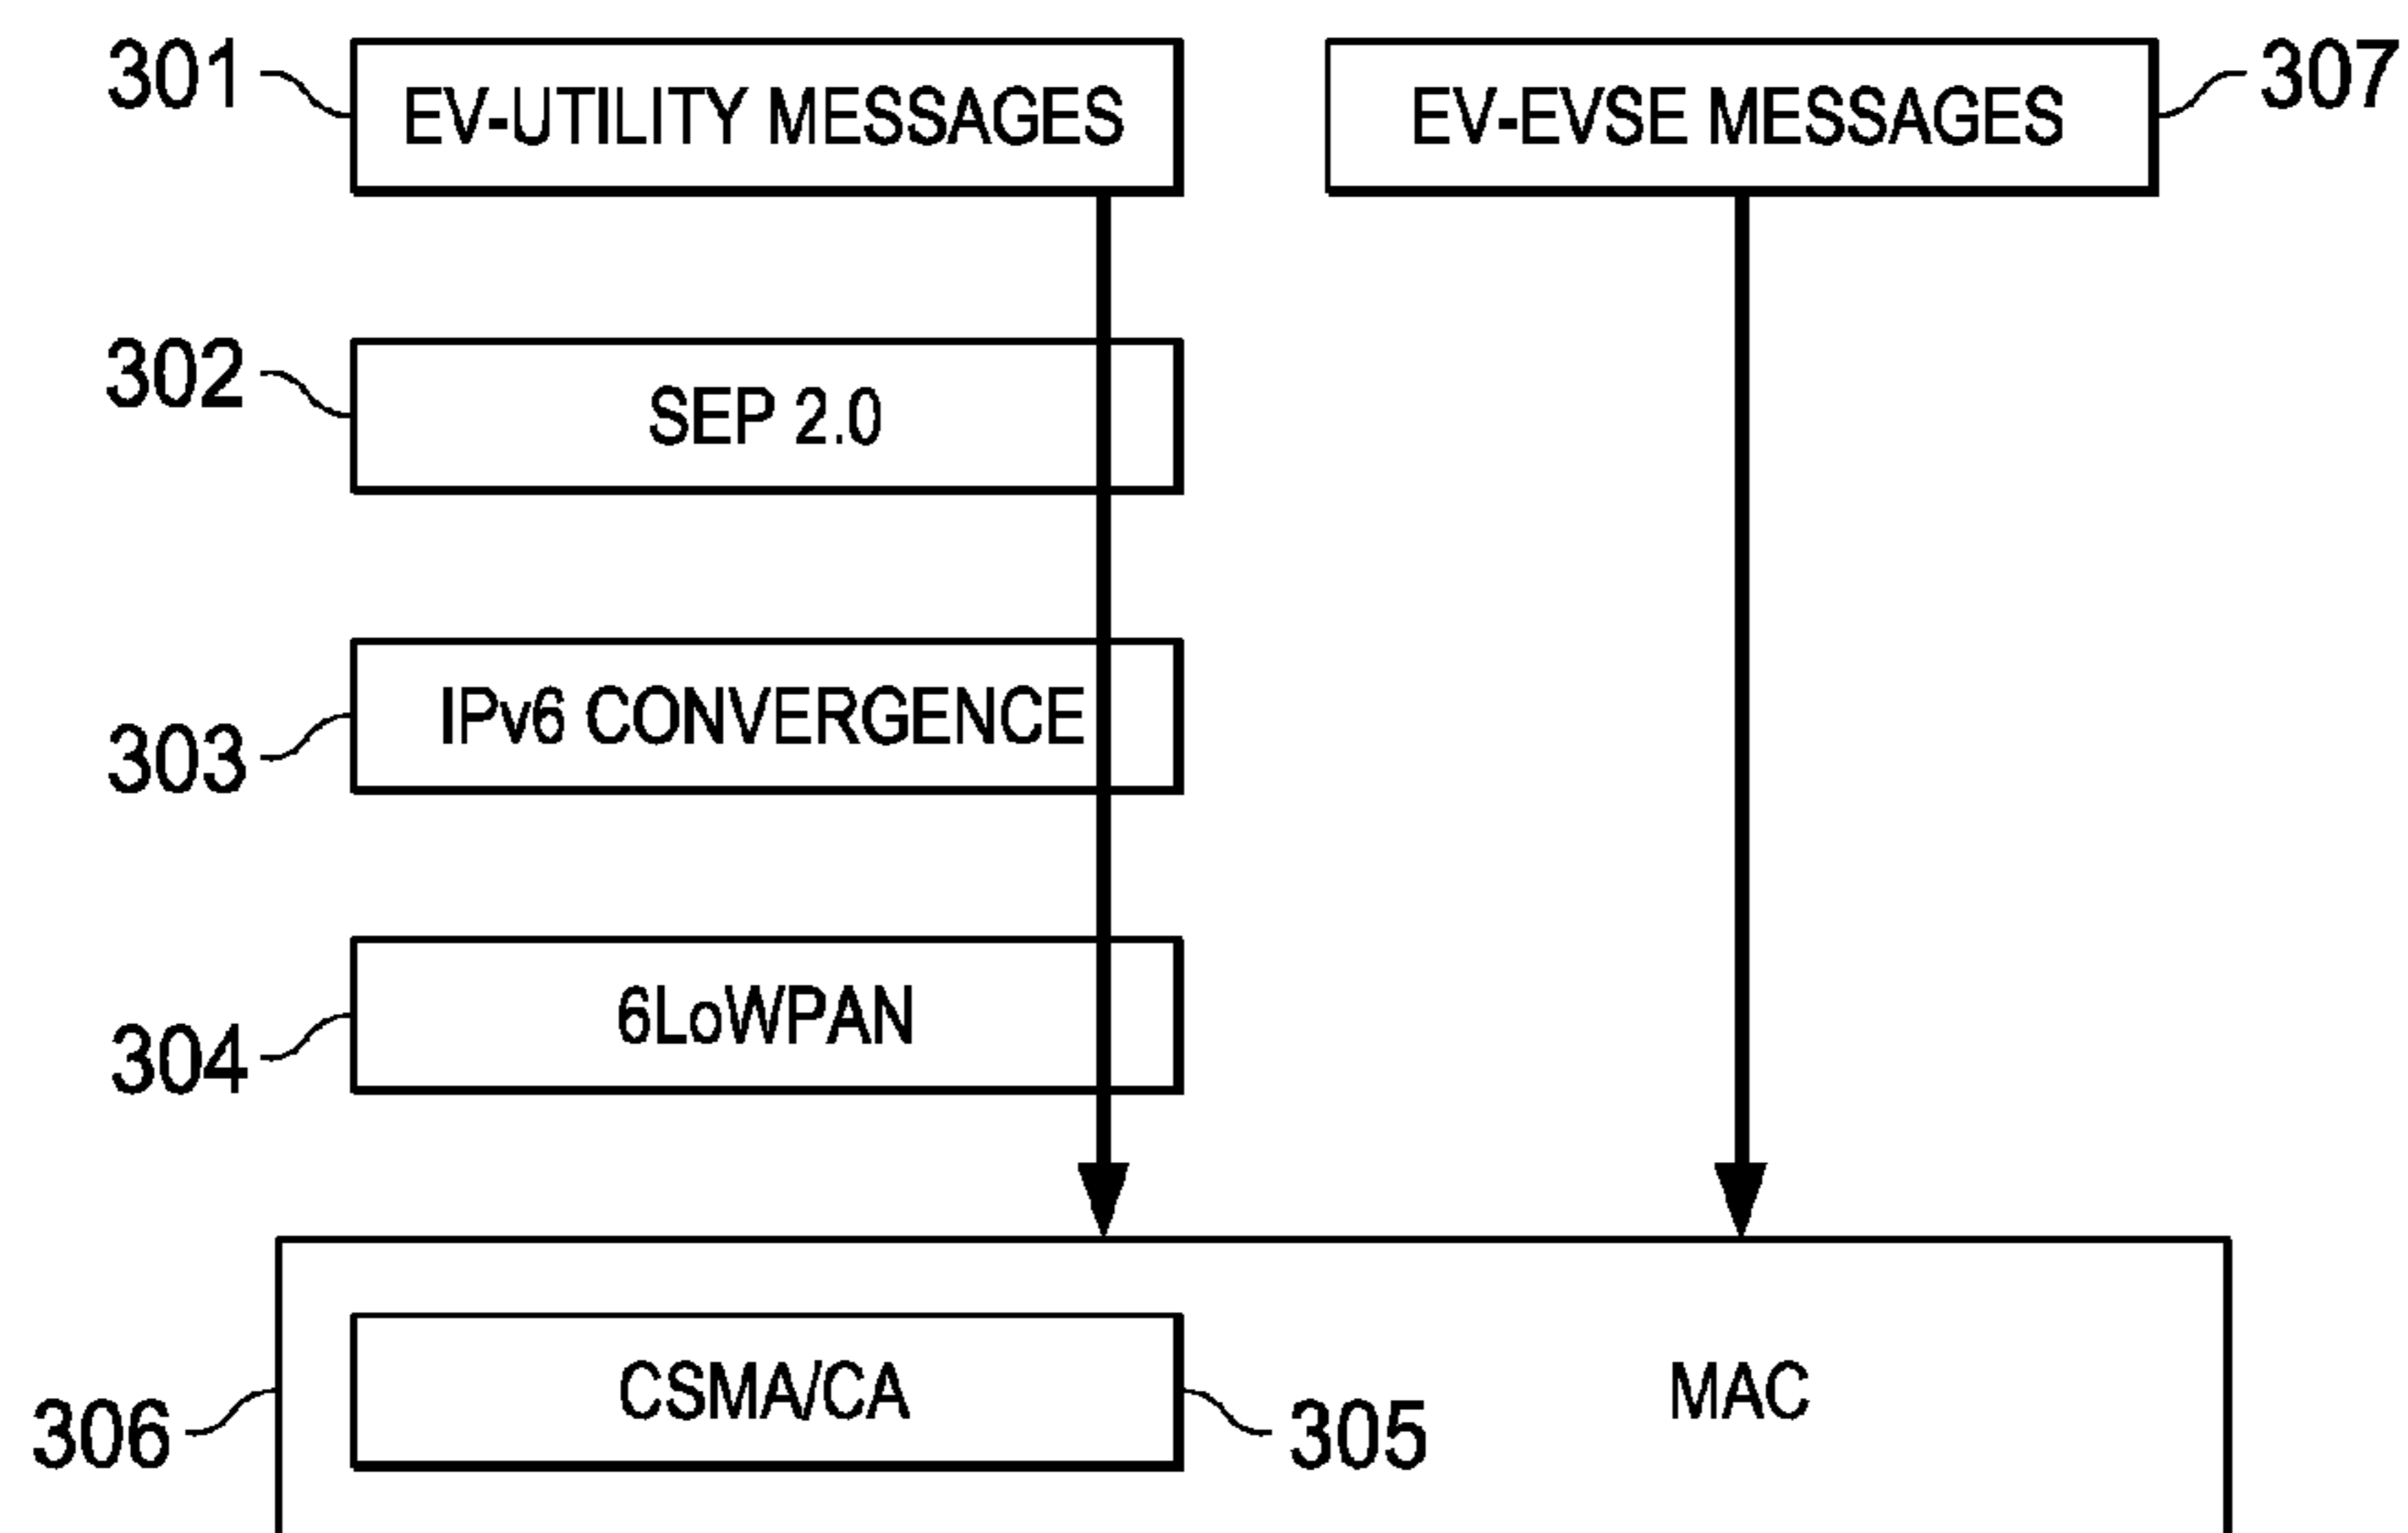 301 EV-UTILITY MESSAGES EV-EVSE MESSAGES 307
302 SEP 2.0
303 IPv6 CONVERGENCE
304 6LoWPAN
306 CSMA/CA 305 MAC